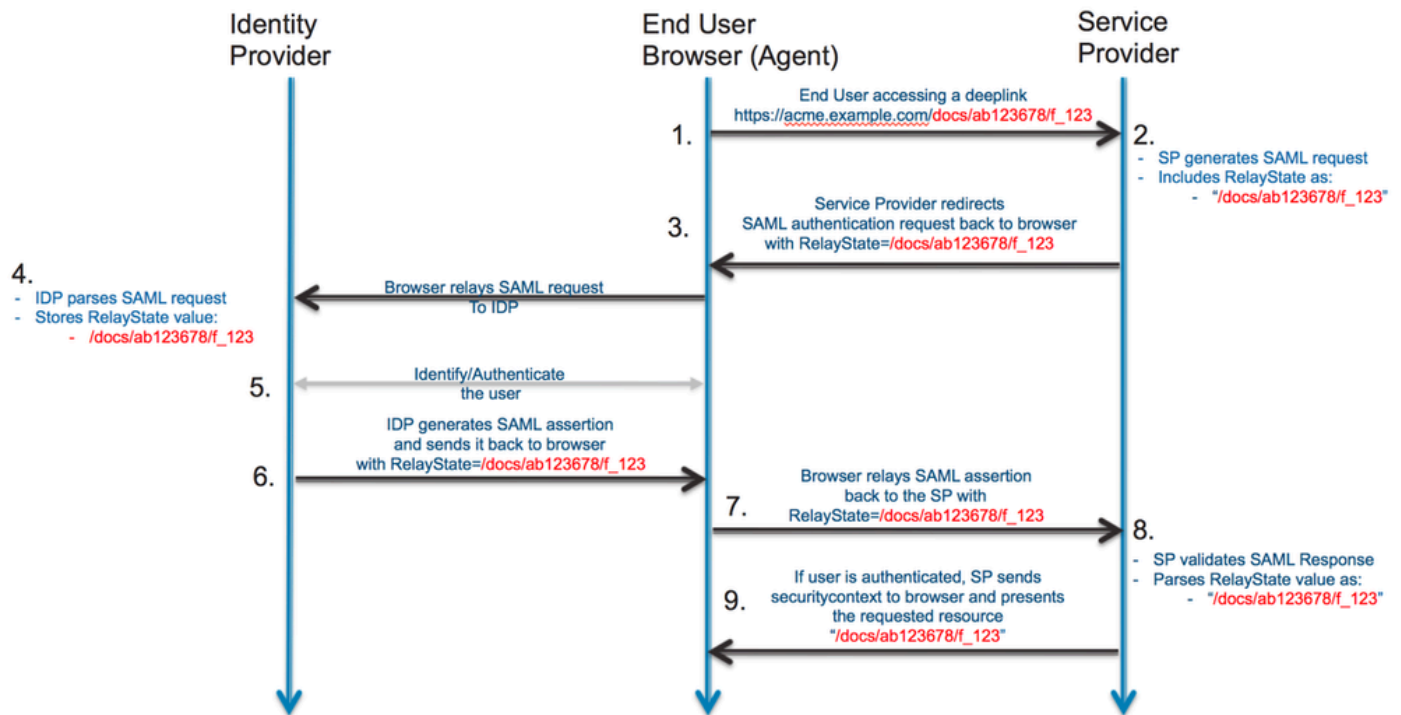 Identity
Provider
End User
Browser (Agent)
Service
Provider
End User accessing a deeplink
https://acme.example.com/docs/ab123678/f_123
1.
2.
- SP generates SAML request
- Includes RelayState as:
- "/docs/ab123678/f_123"
Service Provider redirects
SAML authentication request back to browser
with RelayState=/docs/ab123678/f_123
3.
4.
- IDP parses SAML request
- Stores RelayState value:
- /docs/ab123678/f_123
Browser relays SAML request
To IDP
5.
Identify/Authenticate
the user
IDP generates SAML assertion
and sends it back to browser
with RelayState=/docs/ab123678/f_123
6.
Browser relays SAML assertion
back to the SP with
RelayState=/docs/ab123678/f_123
7.
8.
- SP validates SAML Response
- Parses RelayState value as:
- "/docs/ab123678/f_123"
If user is authenticated, SP sends
securitycontext to browser and presents
the requested resource
"/docs/ab123678/f_123"
9.